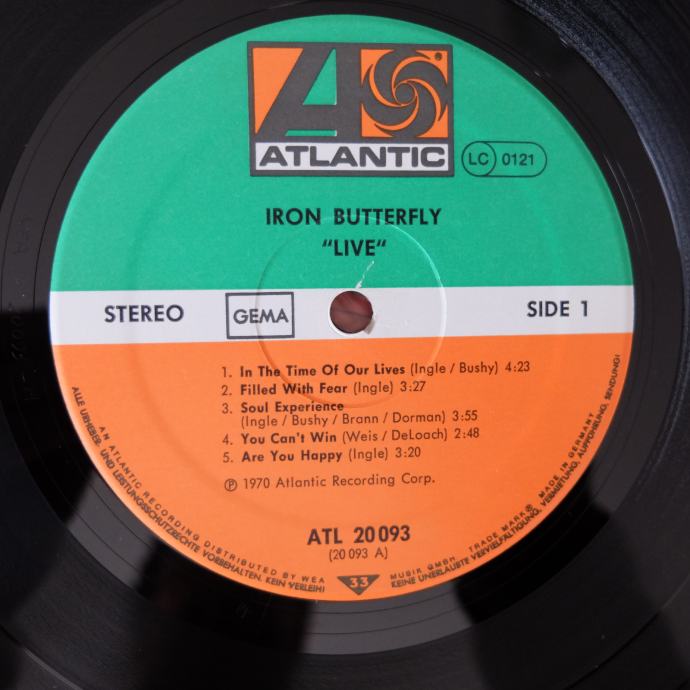 ATLANTIC
LC 0121
IRON BUTTERFLY
“LIVE“
STEREO
GEMA
SIDE 1
1. In The Time Of Our Lives (Ingle / Bushy) 4:23
2. Filled With Fear (Ingle) 3:27
3. Soul Experience
(Ingle / Bushy / Brann / Dorman) 3:55
4. You Can't Win (Weis / DeLoach) 2:48
5. Are You Happy (Ingle) 3:20
Ⓟ 1970 Atlantic Recording Corp.
ATL 20 093
(20 093 A)
33
AN ATLANTIC RECORDING DISTRIBUTED BY WEA MUSIK GMBH TRADE MARK® MADE IN GERMANY
ALLE URHEBER- UND LEISTUNGSSCHUTZRECHTE VORBEHALTEN. KEIN VERLEIH! KEINE UNERLAUBTE VERVIELFÄLTIGUNG, VERMIETUNG, AUFFÜHRUNG, SENDUNG!